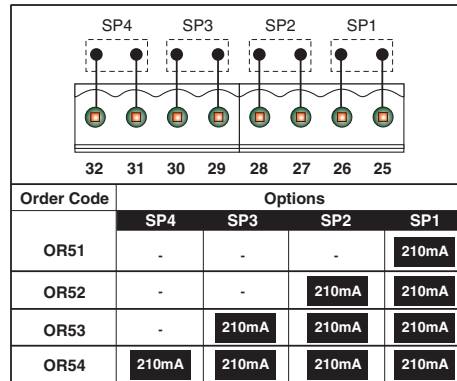 SP4 SP3 SP2 SP1
32 31 30 29 28 27 26 25
Order Code Options
SP4 SP3 SP2 SP1
OR51 - - - 210mA
OR52 - - 210mA 210mA
OR53 - 210mA 210mA 210mA
OR54 210mA 210mA 210mA 210mA